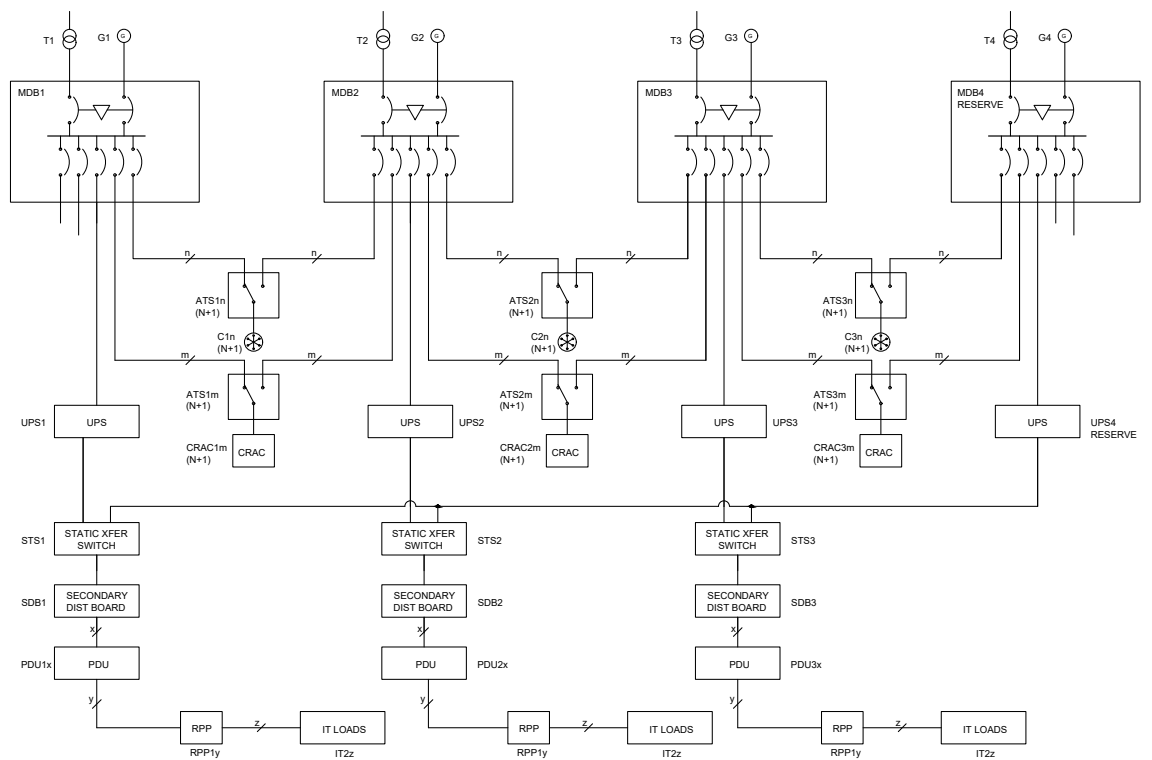 T1
G1
G
T2
G2
G
T3
G3
G
T4
G4
G
MDB1
MDB2
MDB3
MDB4
RESERVE
n
n
n
n
n
n
ATS1n
(N+1)
ATS2n
(N+1)
ATS3n
(N+1)
C1n
(N+1)
C2n
(N+1)
C3n
(N+1)
m
m
m
m
m
m
ATS1m
(N+1)
ATS2m
(N+1)
ATS3m
(N+1)
UPS1
UPS
UPS
UPS2
UPS
UPS3
UPS
UPS4
RESERVE
CRAC1m
(N+1)
CRAC
CRAC2m
(N+1)
CRAC
CRAC3m
(N+1)
CRAC
STS1
STATIC XFER
SWITCH
STATIC XFER
SWITCH
STS2
STATIC XFER
SWITCH
STS3
SDB1
SECONDARY
DIST BOARD
SECONDARY
DIST BOARD
SDB2
SECONDARY
DIST BOARD
SDB3
x
x
x
PDU1x
PDU
PDU
PDU2x
PDU
PDU3x
y
y
y
RPP
z
IT LOADS
RPP
z
IT LOADS
RPP
z
IT LOADS
RPP1y
IT2z
RPP1y
IT2z
RPP1y
IT2z